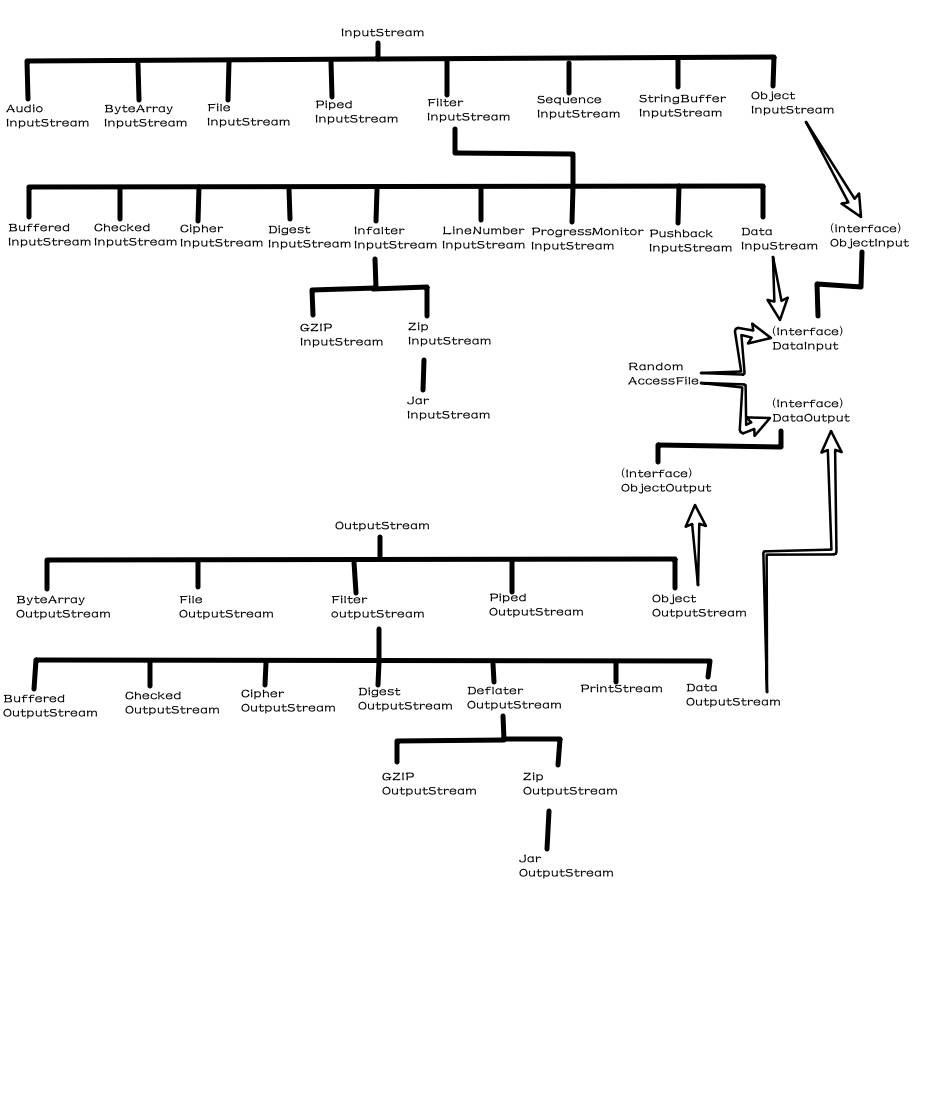 InputStream
Audio
InputStream
ByteArray
InputStream
File
InputStream
Piped
InputStream
Filter
InputStream
Sequence
InputStream
StringBuffer
InputStream
Object
InputStream
Buffered
InputStream
Checked
InputStream
Cipher
InputStream
Digest
InputStream
Infalter
InputStream
LineNumber
InputStream
ProgressMonitor
InputStream
Pushback
InputStream
Data
InpuStream
(interface)
ObjectInput
GZIP
InputStream
Zip
InputStream
(Interface)
DataInput
Random
AccessFile
Jar
InputStream
(Interface)
DataOutput
(Interface)
ObjectOutput
OutputStream
ByteArray
OutputStream
File
OutputStream
Filter
outputStream
Piped
OutputStream
Object
OutputStream
Buffered
OutputStream
Checked
OutputStream
Cipher
OutputStream
Digest
OutputStream
Deflater
OutputStream
PrintStream
Data
OutputStream
GZIP
OutputStream
Zip
OutputStream
Jar
OutputStream